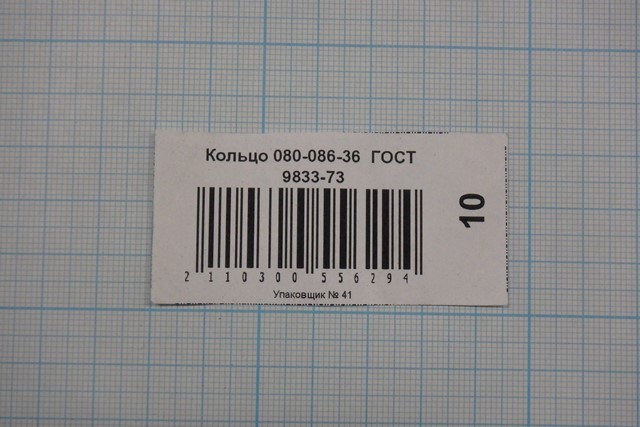 Кольцо 080-086-36 ГОСТ
9833-73
10
2 110300 556294
Упаковщик № 41